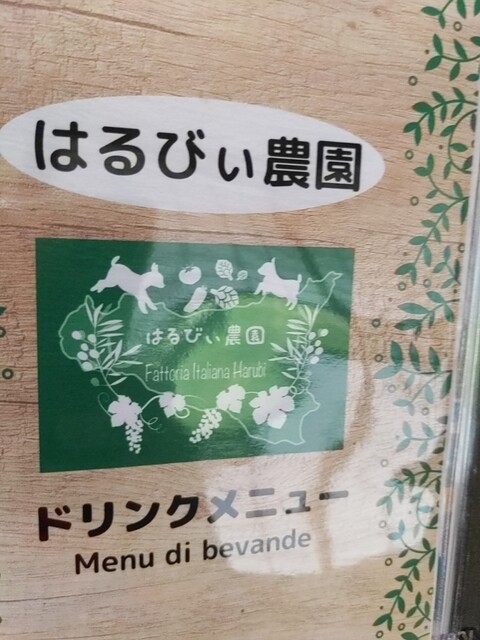 はるびぃ農園
はるびぃ農園
Fattoria Italiana Harubi
ドリンクメニュー
Menu di bevande